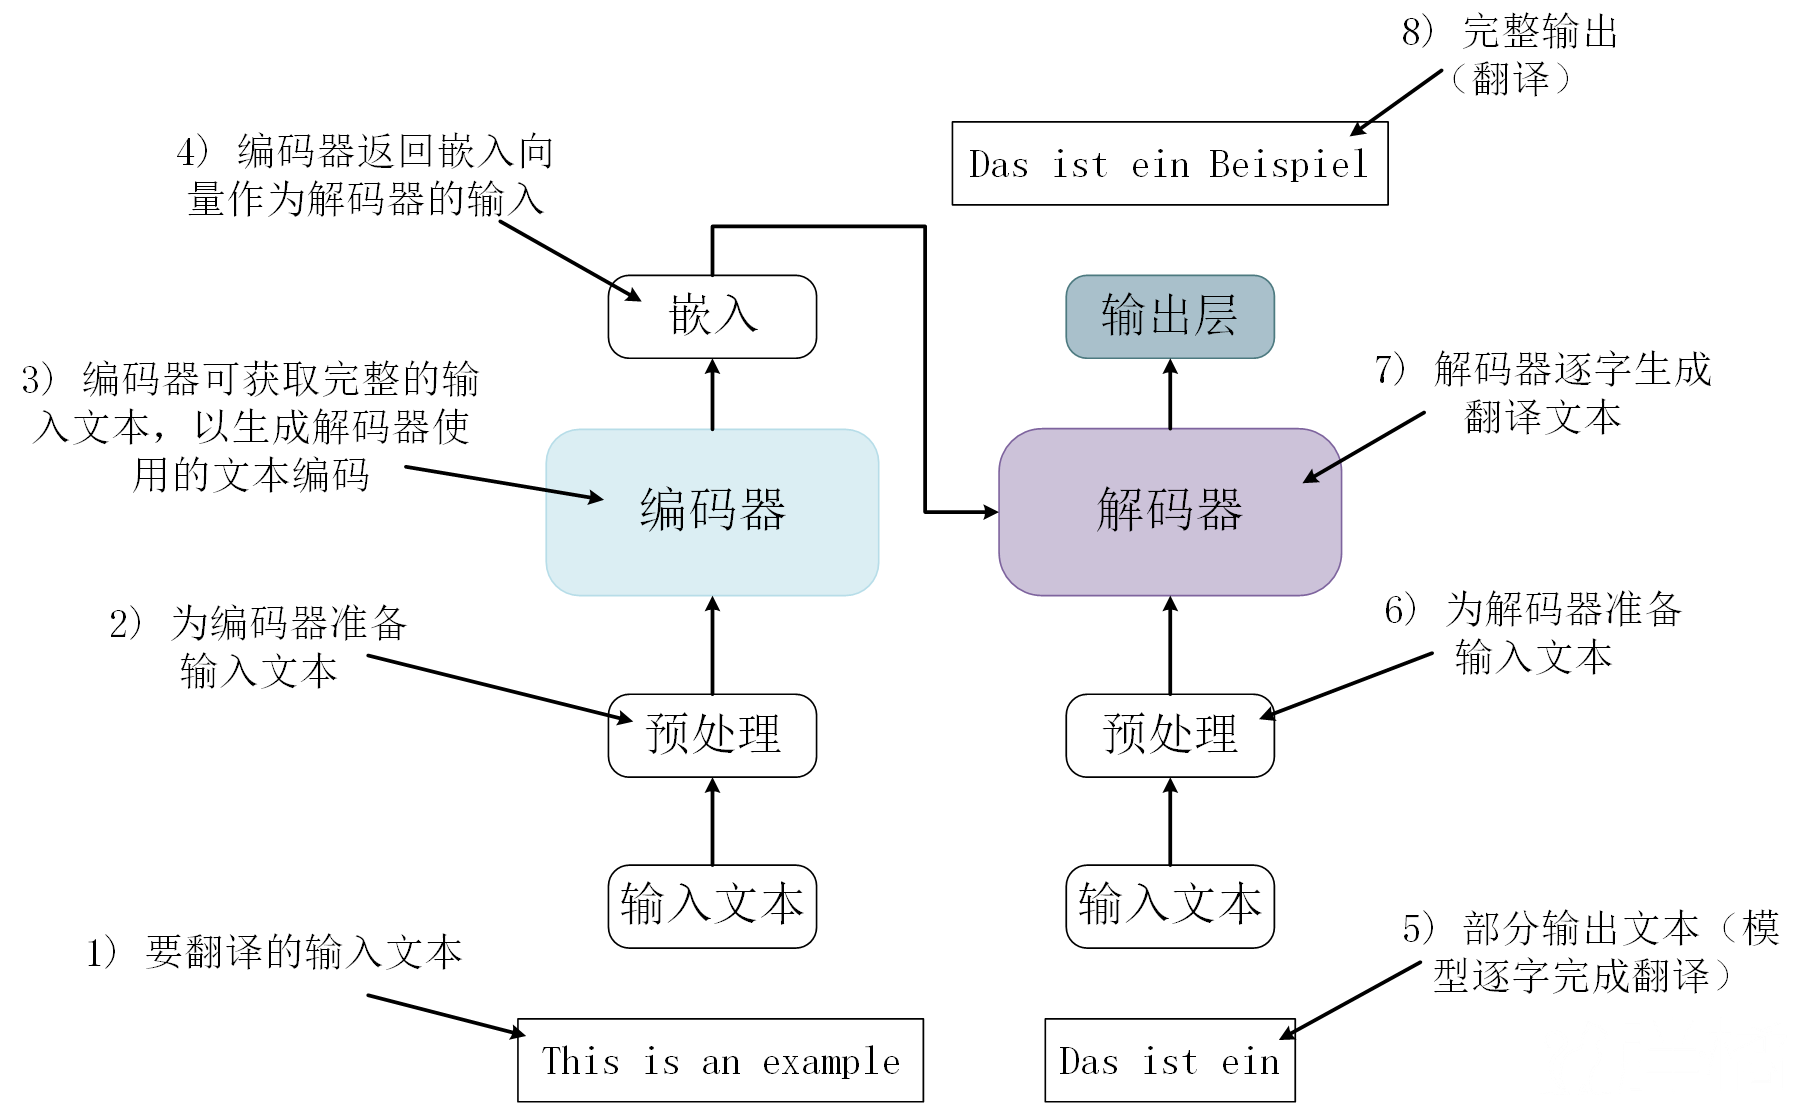 8) 完整输出
（翻译）
Das ist ein Beispiel
4) 编码器返回嵌入向
量作为解码器的输入
嵌入
输出层
3) 编码器可获取完整的输
入文本，以生成解码器使
用的文本编码
7) 解码器逐字生成
翻译文本
编码器
解码器
2) 为编码器准备
输入文本
6) 为解码器准备
输入文本
预处理
预处理
输入文本
输入文本
1) 要翻译的输入文本
5) 部分输出文本（模
型逐字完成翻译）
This is an example
Das ist ein